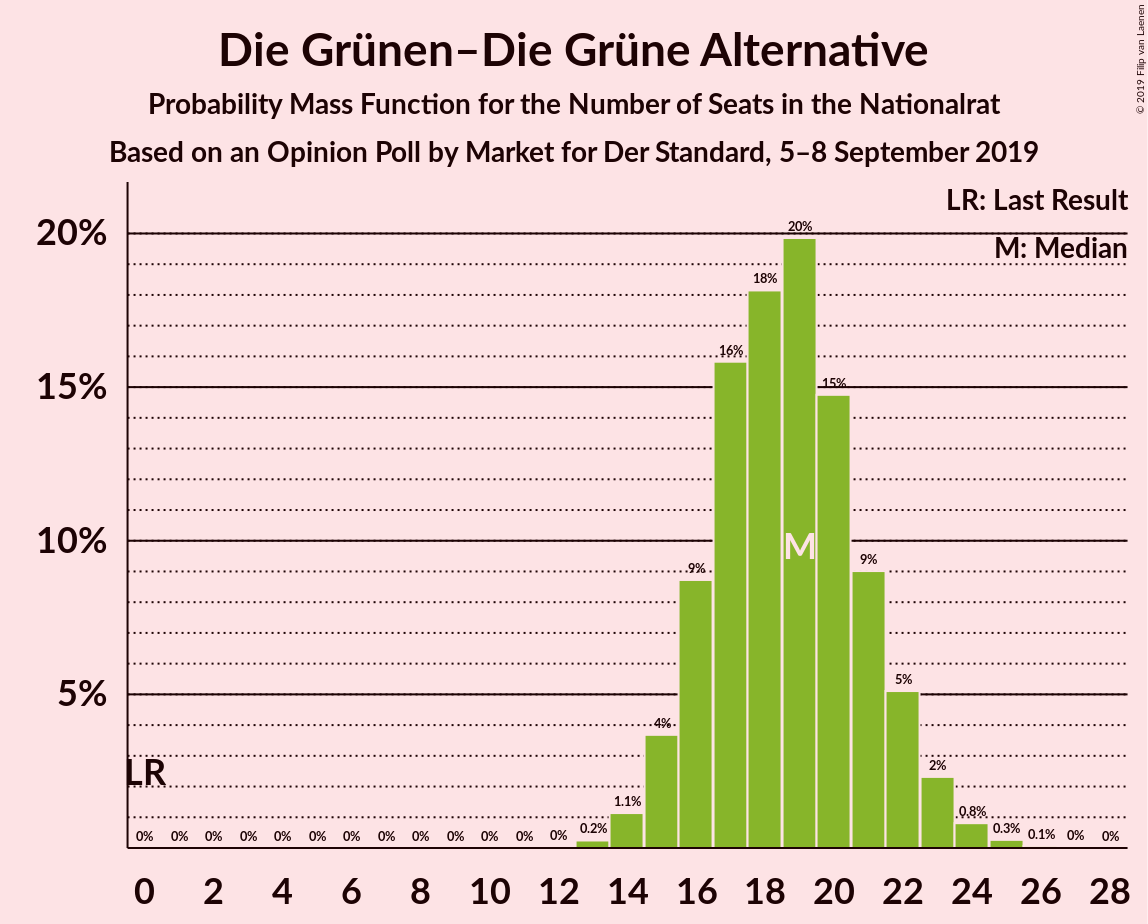 Die Grünen–Die Grüne Alternative
Probability Mass Function for the Number of Seats in the Nationalrat
Based on an Opinion Poll by Market for Der Standard, 5–8 September 2019
© 2019 Filip van Laenen
LR: Last Result
M: Median
20%
15%
10%
5%
LR
M
0% 0% 0% 0% 0% 0% 0% 0% 0% 0% 0% 0% 0% 0.2% 1.1% 4% 9% 16% 18% 20% 15% 9% 5% 2% 0.8% 0.3% 0.1% 0% 0%
0 2 4 6 8 10 12 14 16 18 20 22 24 26 28